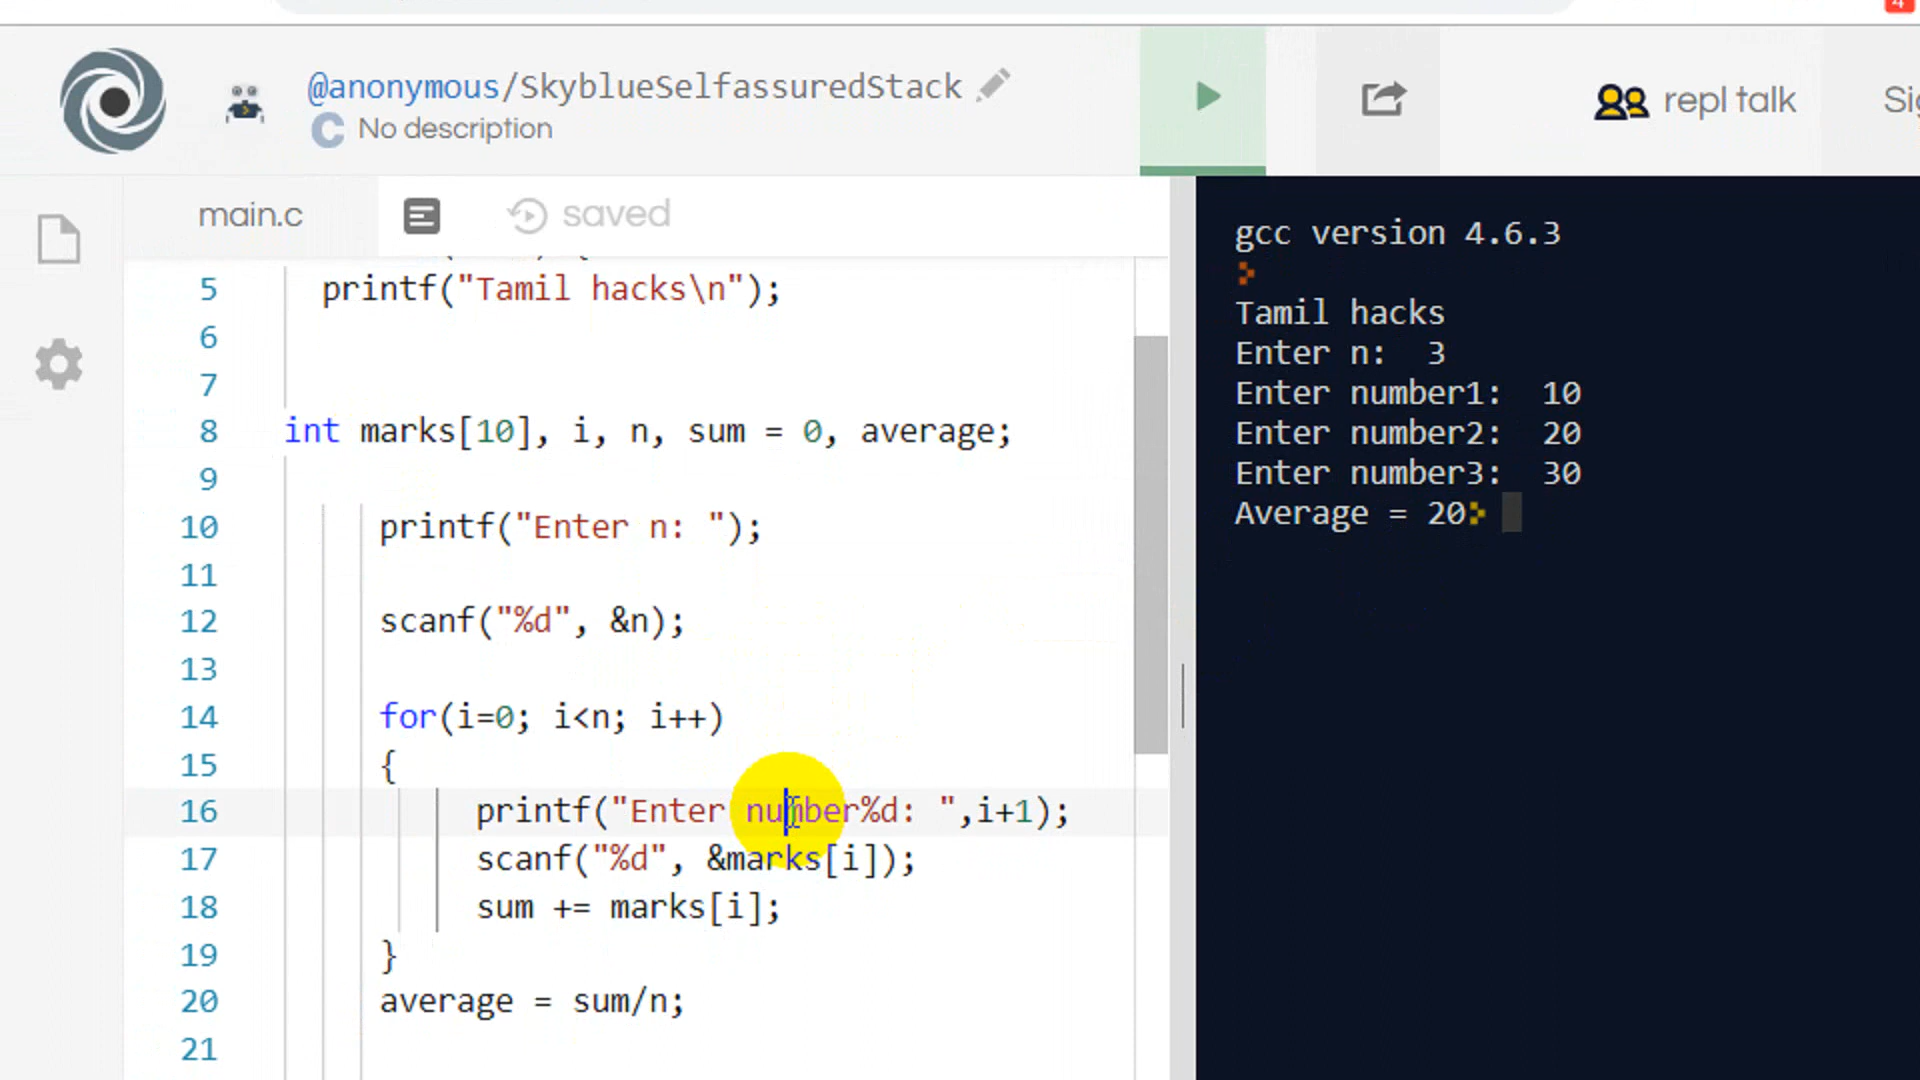 4
@anonymous/SkyblueSelfassuredStack
C No description
repl talk
main.c
saved
5 printf("Tamil hacks\n");
6
7
8 int marks[10], i, n, sum = 0, average;
9
10 printf("Enter n: ");
11
12 scanf("%d", &n);
13
14 for(i=0; i<n; i++)
15 {
16 printf("Enter number%d: ",i+1);
17 scanf("%d", &marks[i]);
18 sum += marks[i];
19 }
20 average = sum/n;
21
gcc version 4.6.3
Tamil hacks
Enter n:  3
Enter number1:  10
Enter number2:  20
Enter number3:  30
Average = 20